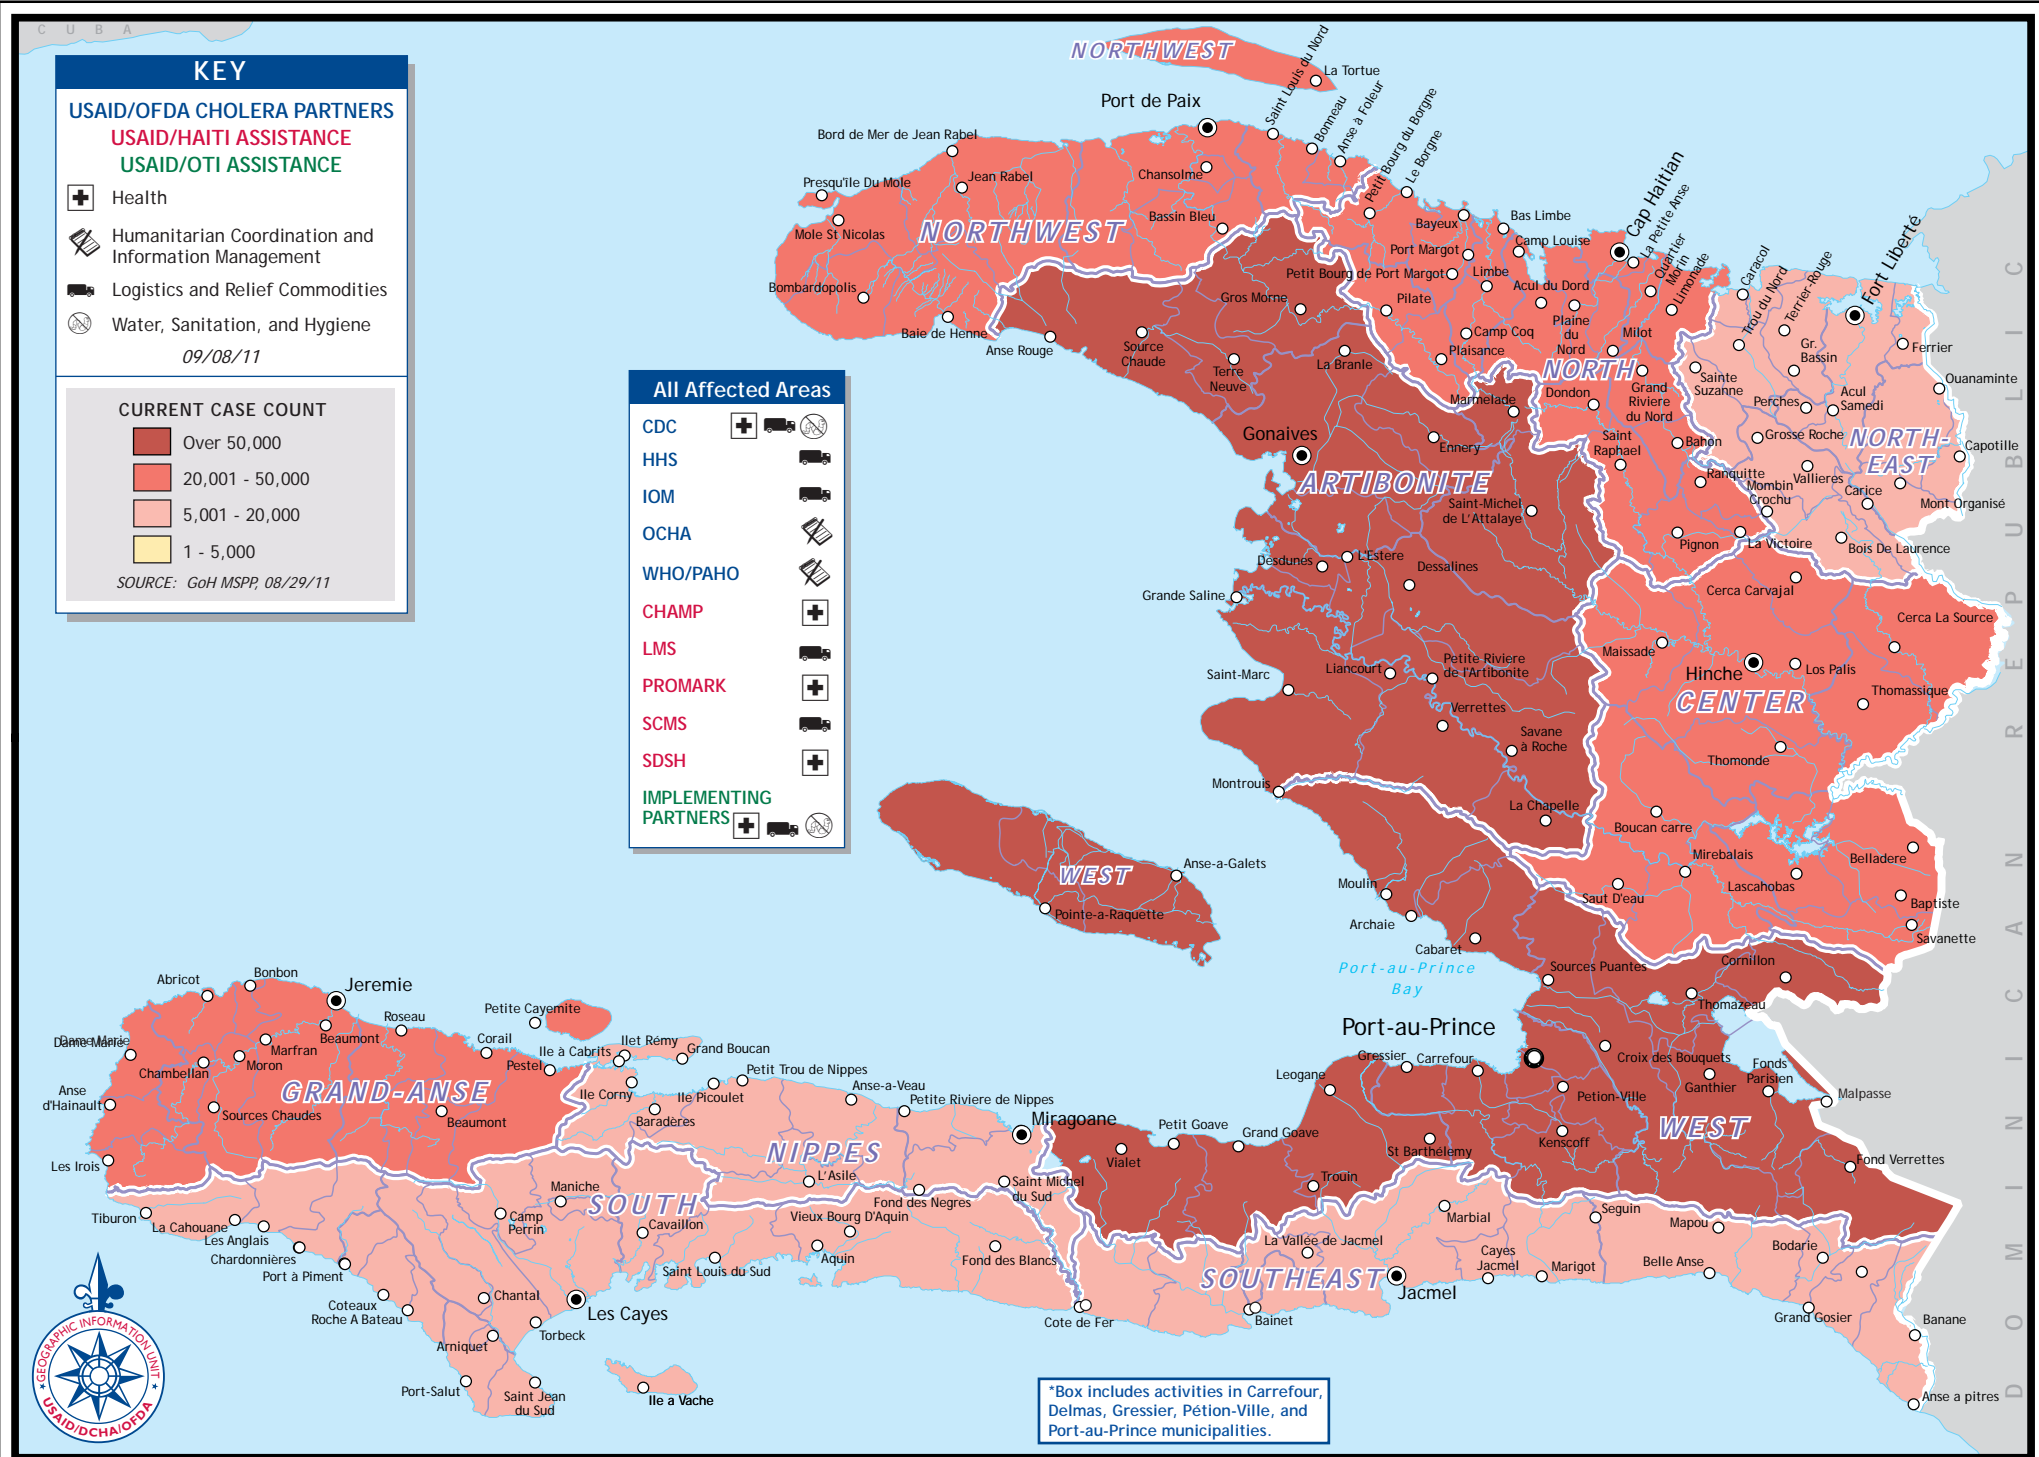 C U B A
KEY
USAID/OFDA CHOLERA PARTNERS
USAID/HAITI ASSISTANCE
USAID/OTI ASSISTANCE
Health
Humanitarian Coordination and
Information Management
Logistics and Relief Commodities
Water, Sanitation, and Hygiene
09/08/11
CURRENT CASE COUNT
Over 50,000
20,001 - 50,000
5,001 - 20,000
1 - 5,000
SOURCE: GoH MSPP, 08/29/11
All Affected Areas
CDC
HHS
IOM
OCHA
WHO/PAHO
CHAMP
LMS
PROMARK
SCMS
SDSH
IMPLEMENTING
PARTNERS
NORTHWEST
La Tortue
Port de Paix
Saint Louis du Nord
Bonneau
Anse à Foleur
Petit Bourg du Borgne
Le Borgne
Bord de Mer de Jean Rabel
Jean Rabel
Chansolme
Presqu'ile Du Mole
Mole St Nicolas
Bassin Bleu
NORTHWEST
Bombardopolis
Baie de Henne
Anse Rouge
Bayeux
Bas Limbe
Camp Louise
Port Margot
Petit Bourg de Port Margot
Limbe
Cap Haitian
La Petite Anse
Quartier
Morin
Limonade
Acul du Dord
Pilate
Plaine
du
Nord
Camp Coq
Milot
Plaisance
NORTH
Dondon
Grand
Riviere
du Nord
Saint
Raphael
Bahon
Ranquitte
Pignon
La Victoire
Caracol
Trou du Nord
Terrier-Rouge
Fort Liberté
Ferrier
Gr.
Bassin
Sainte
Suzanne
Perches
Acul
Samedi
Ouanaminte
Grosse Roche
NORTH-
EAST
Capotille
Vallieres
Mombin
Crochu
Carice
Mont Organisé
Bois De Laurence
Gros Morne
Source
Chaude
Terre
Neuve
La Branle
Marmelade
Gonaives
Ennery
ARTIBONITE
Saint-Michel
de L'Attalaye
L'Estere
Desdunes
Dessalines
Grande Saline
Saint-Marc
Liancourt
Petite Riviere
de l'Artibonite
Verrettes
Savane
à Roche
Montrouis
La Chapelle
Cerca Carvajal
Cerca La Source
Maissade
Hinche
Los Palis
CENTER
Thomassique
Thomonde
Boucan carre
Mirebalais
Belladere
Lascahobas
Saut D'eau
Baptiste
Savanette
WEST
Anse-a-Galets
Pointe-a-Raquette
Moulin
Archaie
Cabaret
Port-au-Prince
Bay
Sources Puantes
Cornillon
Thomazeau
Port-au-Prince
Gressier
Carrefour
Croix des Bouquets
Fonds
Parisien
Ganthier
Malpasse
Leogane
Petion-Ville
WEST
Kenscoff
Fond Verrettes
St Barthélemy
Petit Goave
Grand Goave
Vialet
Trouin
Abricot
Bonbon
Jeremie
Petite Cayemite
Roseau
Corail
Dame Marie
Dame Marie
Beaumont
Marfran
Moron
Chambellan
Pestel
Anse
d'Hainault
GRAND-ANSE
Sources Chaudes
Beaumont
Les Irois
Ilet Rémy
Ile à Cabrits
Grand Boucan
Petit Trou de Nippes
Ile Corny
Ile Picoulet
Anse-a-Veau
Baradères
Petite Riviere de Nippes
Miragoane
NIPPES
L'Asile
Fond des Negres
Saint Michel
du Sud
Maniche
SOUTH
Tiburon
La Cahouane
Les Anglais
Camp
Perrin
Cavaillon
Vieux Bourg D'Aquin
Chardonnières
Port à Piment
Saint Louis du Sud
Aquin
Fond des Blancs
Coteaux
Roche A Bateau
Chantal
Les Cayes
Torbeck
Arniquet
Cote de Fer
Port-Salut
Saint Jean
du Sud
Ile a Vache
La Vallée de Jacmel
Marbial
Seguin
Mapou
Bodarie
SOUTHEAST
Jacmel
Cayes
Jacmel
Marigot
Belle Anse
Bainet
Grand Gosier
Banane
Anse a pitres
D O M I N I C A N R E P U B L I C
*Box includes activities in Carrefour,
Delmas, Gressier, Pétion-Ville, and
Port-au-Prince municipalities.
GEOGRAPHIC INFORMATION UNIT
USAID/DCHA/OFDA